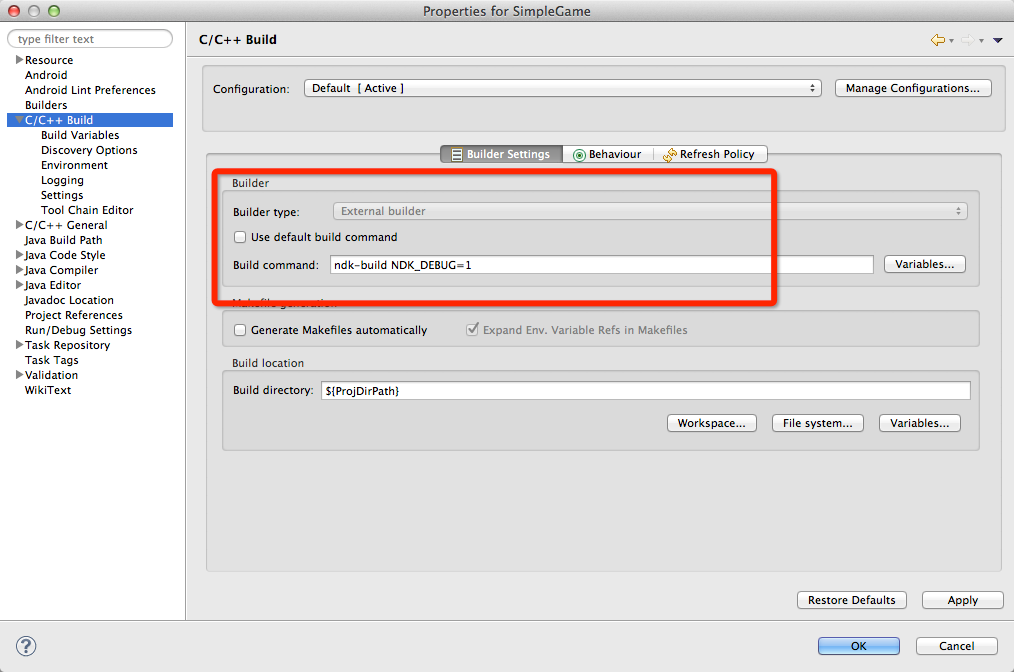 Properties for SimpleGame
type filter text
Resource
Android
Android Lint Preferences
Builders
C/C++ Build
Build Variables
Discovery Options
Environment
Logging
Settings
Tool Chain Editor
C/C++ General
Java Build Path
Java Code Style
Java Compiler
Java Editor
Javadoc Location
Project References
Run/Debug Settings
Task Repository
Task Tags
Validation
WikiText
C/C++ Build
Configuration: Default [ Active ] Manage Configurations...
Builder Settings Behaviour Refresh Policy
Builder
Builder type: External builder
Use default build command
Build command: ndk-build NDK_DEBUG=1 Variables...
Makefile generation
Generate Makefiles automatically Expand Env. Variable Refs in Makefiles
Build location
Build directory: ${ProjDirPath}
Workspace... File system... Variables...
Restore Defaults Apply
? OK Cancel